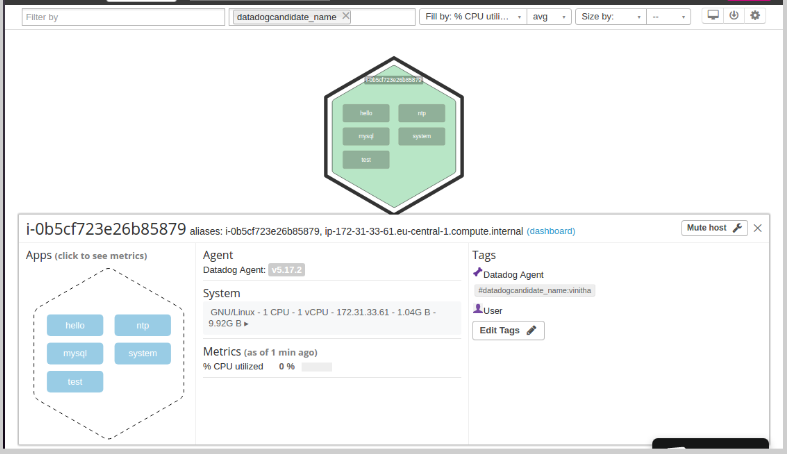 Filter by
datadogcandidate_name ✕
Fill by: % CPU utili... avg
Size by: --
i-0b5cf723e26b85879
hello ntp
mysql system
test
i-0b5cf723e26b85879 aliases: i-0b5cf723e26b85879, ip-172-31-33-61.eu-central-1.compute.internal (dashboard)
Mute host
Apps (click to see metrics)
hello ntp
mysql system
test
Agent
Datadog Agent: v5.17.2
System
GNU/Linux - 1 CPU - 1 vCPU - 172.31.33.61 - 1.04G B -
9.92G B ▸
Metrics (as of 1 min ago)
% CPU utilized 0 %
Tags
Datadog Agent
#datadogcandidate_name:vinitha
User
Edit Tags